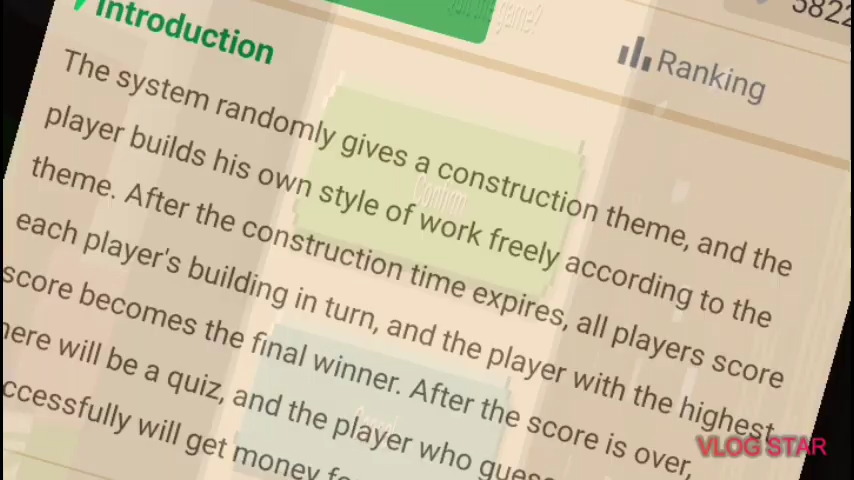 Introduction
Ranking
The system randomly gives a construction theme, and the
player builds his own style of work freely according to the
theme. After the construction time expires, all players score
each player's building in turn, and the player with the highest
score becomes the final winner. After the score is over,
here will be a quiz, and the player who
ccessfully will get money
Confirm
VLOG STAR